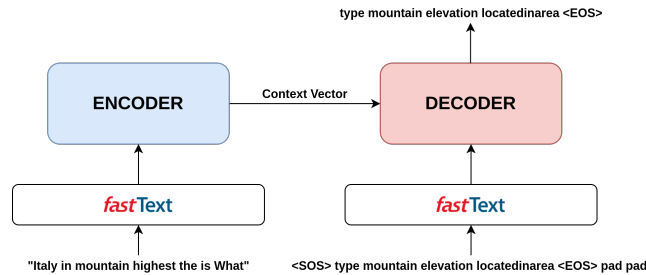 type mountain elevation locatedinarea <EOS>
ENCODER
Context Vector
DECODER
fastText
fastText
"Italy in mountain highest the is What"
<SOS> type mountain elevation locatedinarea <EOS> pad pad